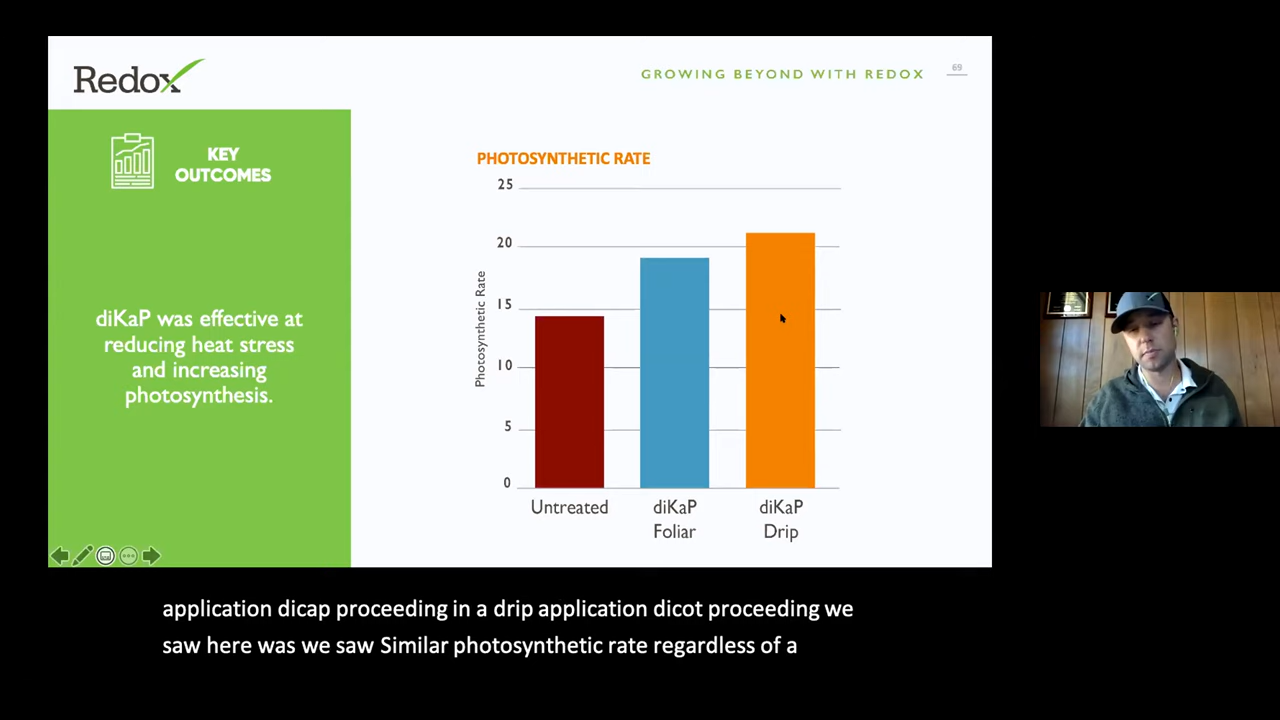 Redox
GROWING BEYOND WITH REDOX
69
KEY
OUTCOMES
diKaP was effective at
reducing heat stress
and increasing
photosynthesis.
PHOTOSYNTHETIC RATE
Photosynthetic Rate
25
20
15
10
5
0
Untreated
diKaP
Foliar
diKaP
Drip
application dicap proceeding in a drip application dicot proceeding we
saw here was we saw Similar photosynthetic rate regardless of a